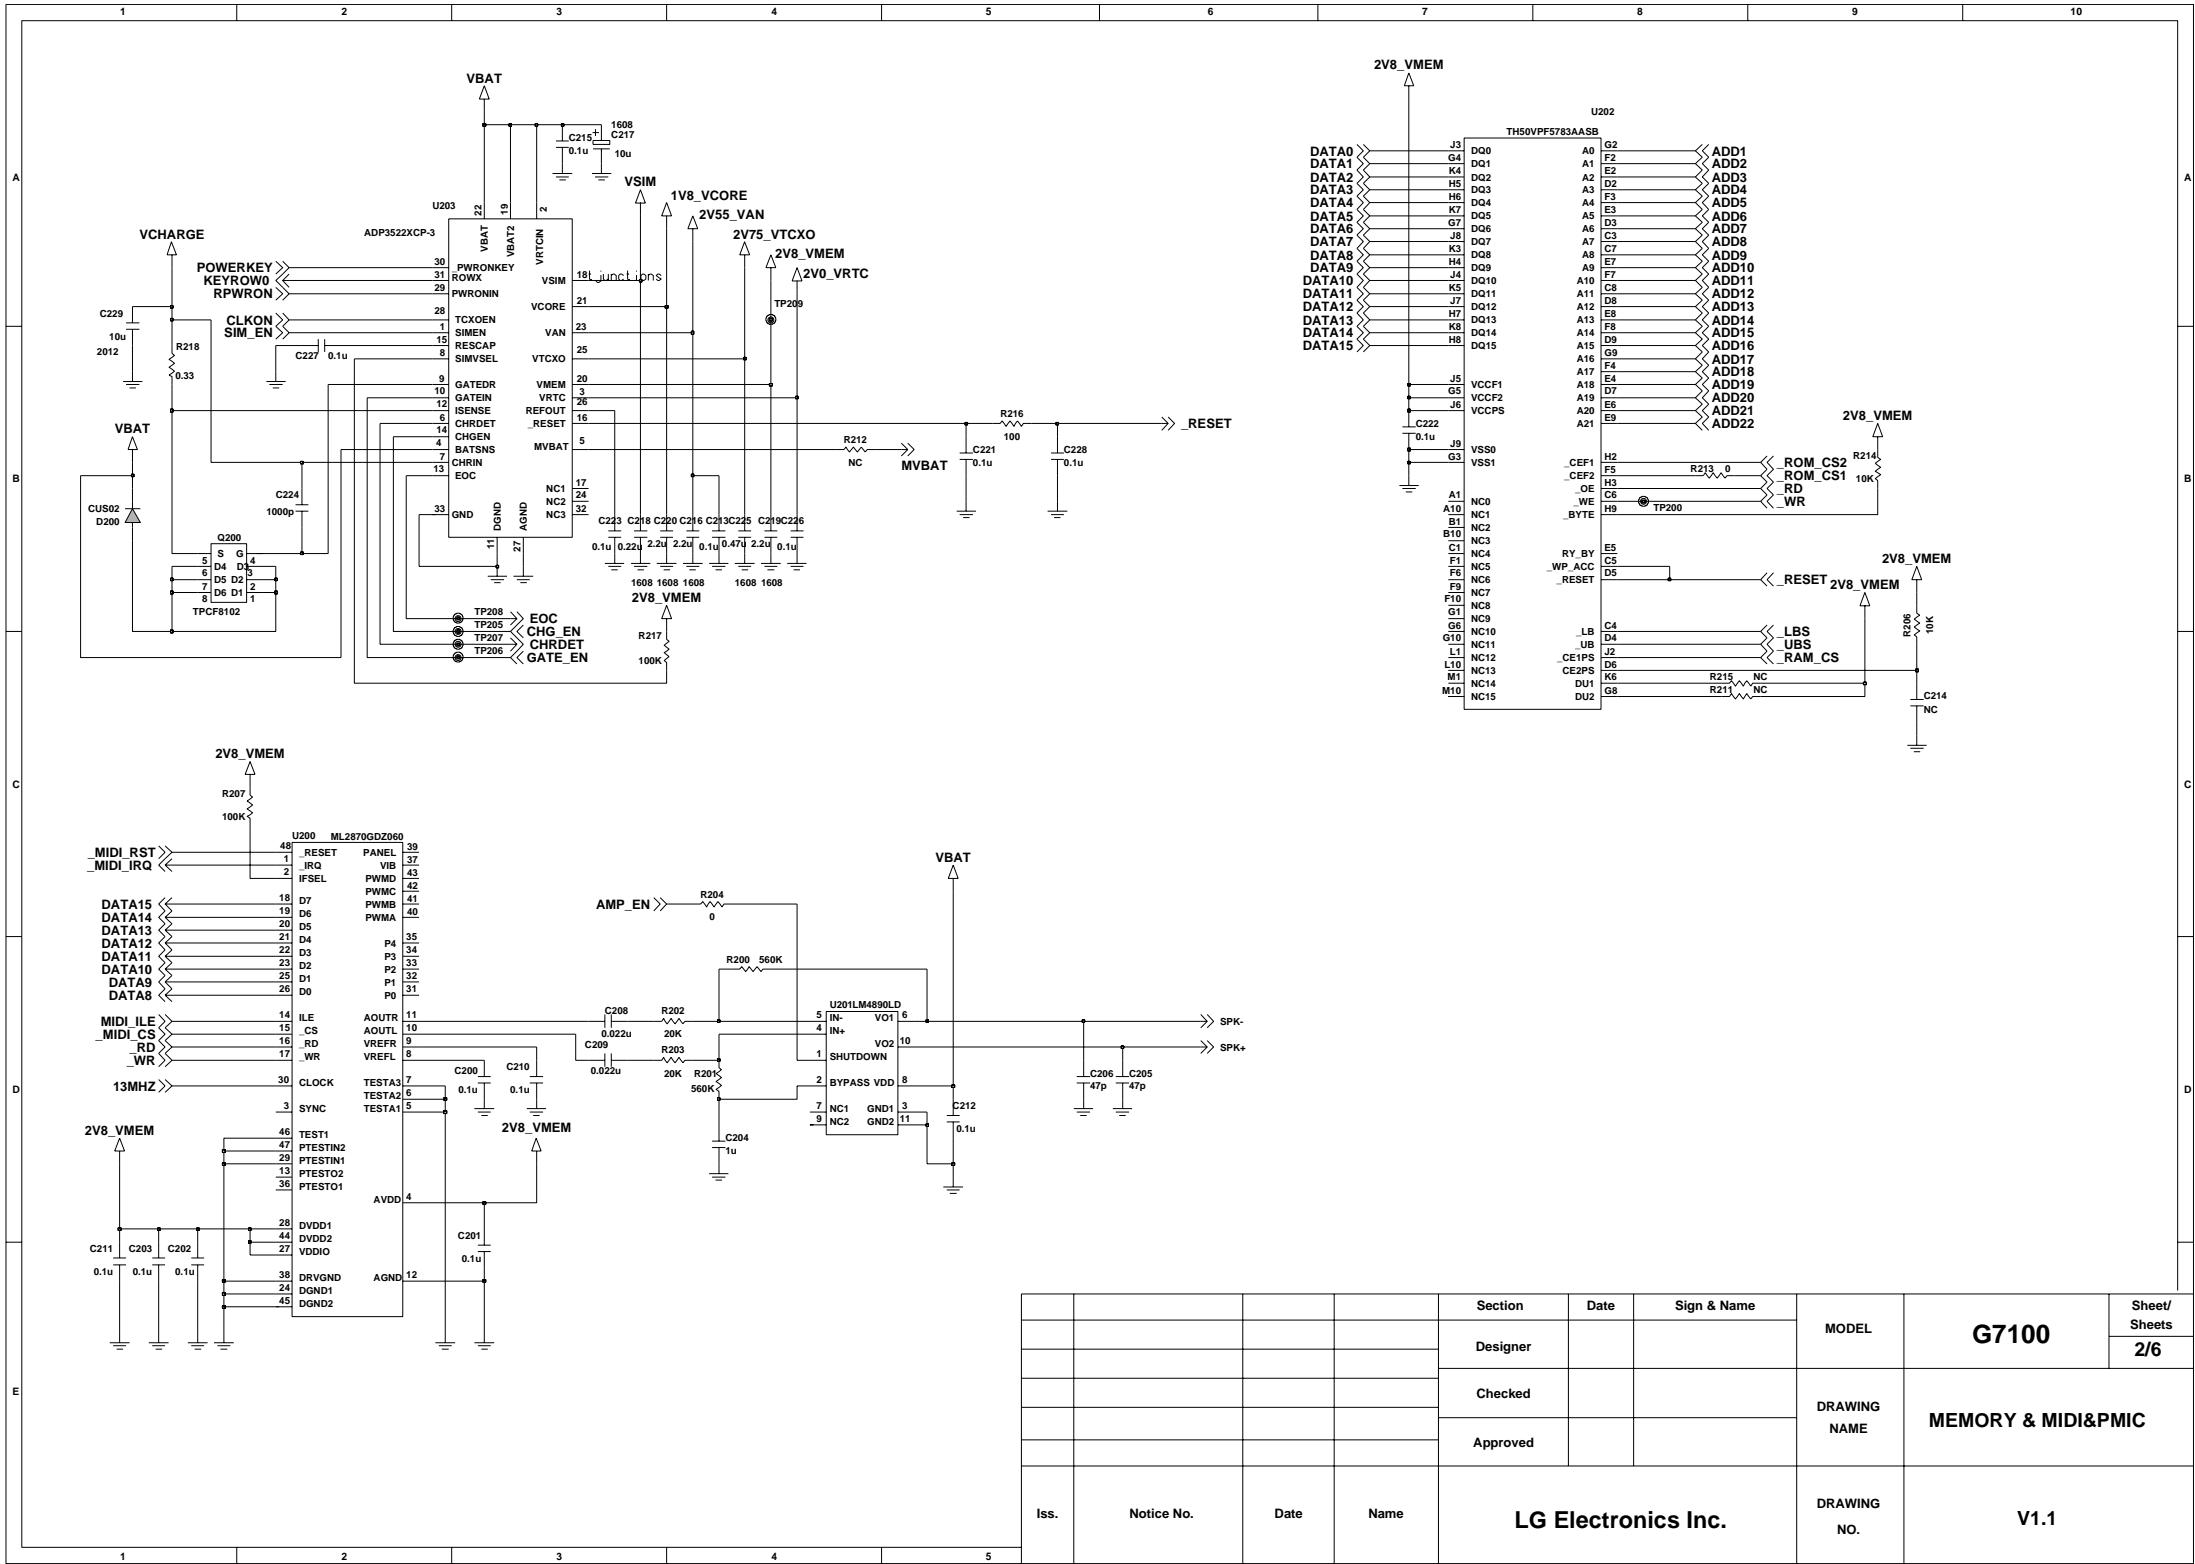 1 2 3 4 5 6 7 8 9 10
A
B
C
D
E
A
B
C
D
VBAT
C215
0.1u
+
1608
C217
10u
U203
ADP3522XCP-3
22 VBAT
19 VBAT2
2 VRTCIN
VSIM
1V8_VCORE
2V55_VAN
2V75_VTCXO
2V8_VMEM
2V0_VRTC
TP209
t_junctions
VCHARGE
C229
10u
2012
R218
0.33
POWERKEY 30 _PWRONKEY
KEYROW0 31 ROWX
RPWRON 29 PWRONIN
CLKON 28 TCXOEN
SIM_EN 1 SIMEN
C227 0.1u 15 RESCAP
8 SIMVSEL
9 GATEDR
10 GATEIN
12 ISENSE
6 CHRDET
14 CHGEN
4 BATSNS
7 CHRIN
13 EOC
33 GND
DGND 11
AGND 27
VSIM 18
VCORE 21
VAN 23
VTCXO 25
VMEM 20
VRTC 3
REFOUT 26
_RESET 16
MVBAT 5
NC1 17
NC2 24
NC3 32
R216
100
_RESET
R212
NC
MVBAT
C221
0.1u
C228
0.1u
VBAT
CUS02
D200
C224
1000p
Q200
S G
5 D4 D3 4
6 D5 D2 3
7 D6 D1 2
8 1
TPCF8102
C223 C218 C220 C216 C213 C225 C219 C226
0.1u 0.22u 2.2u 2.2u 0.1u 0.47u 2.2u 0.1u
1608 1608 1608 1608 1608
2V8_VMEM
R217
100K
TP208 EOC
TP205 CHG_EN
TP207 CHRDET
TP206 GATE_EN
2V8_VMEM
U202
TH50VPF5783AASB
DATA0 J3 DQ0 A0 G2 ADD1
DATA1 G4 DQ1 A1 F2 ADD2
DATA2 K4 DQ2 A2 E2 ADD3
DATA3 H5 DQ3 A3 D2 ADD4
DATA4 H6 DQ4 A4 F3 ADD5
DATA5 K7 DQ5 A5 E3 ADD6
DATA6 G7 DQ6 A6 D3 ADD7
DATA7 J8 DQ7 A7 C3 ADD8
DATA8 K3 DQ8 A8 C7 ADD9
DATA9 H4 DQ9 A9 E7 ADD10
DATA10 J4 DQ10 A10 F7 ADD11
DATA11 K5 DQ11 A11 C8 ADD12
DATA12 J7 DQ12 A12 D8 ADD13
DATA13 H7 DQ13 A13 E8 ADD14
DATA14 K8 DQ14 A14 F8 ADD15
DATA15 H8 DQ15 A15 D9 ADD16
A16 G9 ADD17
A17 F4 ADD18
J5 VCCF1 A18 E4 ADD19
G5 VCCF2 A19 D7 ADD20
J6 VCCPS A20 E6 ADD21
A21 E9 ADD22
C222
0.1u
J9 VSS0
G3 VSS1
_CEF1 H2 _ROM_CS2
_CEF2 F5 R213 0 _ROM_CS1
_OE H3 _RD
_WE C6 TP200 _WR
_BYTE H9
2V8_VMEM
R214
10K
A1 NC0
A10 NC1
B1 NC2
B10 NC3
C1 NC4
F1 NC5
F6 NC6
F9 NC7
F10 NC8
G1 NC9
G6 NC10
G10 NC11
L1 NC12
L10 NC13
M1 NC14
M10 NC15
RY_BY E5
_WP_ACC C5
_RESET D5 _RESET
2V8_VMEM
2V8_VMEM
R206
10K
_LB C4 _LBS
_UB D4 _UBS
_CE1PS J2 _RAM_CS
CE2PS D6
DU1 K6 R215 NC
DU2 G8 R211 NC
C214
NC
2V8_VMEM
R207
100K
U200 ML2870GDZ060
_MIDI_RST 48 _RESET PANEL 39
_MIDI_IRQ 1 _IRQ VIB 37
2 IFSEL PWMD 43
PWMC 42
DATA15 18 D7 PWMB 41
DATA14 19 D6 PWMA 40
DATA13 20 D5
DATA12 21 D4 P4 35
DATA11 22 D3 P3 34
DATA10 23 D2 P2 33
DATA9 25 D1 P1 32
DATA8 26 D0 P0 31
MIDI_ILE 14 ILE AOUTR 11
_MIDI_CS 15 _CS AOUTL 10
_RD 16 _RD VREFR 9
_WR 17 _WR VREFL 8
13MHZ 30 CLOCK TESTA3 7
TESTA2 6
3 SYNC TESTA1 5
46 TEST1
47 PTESTIN2
29 PTESTIN1
13 PTESTO2
36 PTESTO1
AVDD 4
28 DVDD1
44 DVDD2
27 VDDIO
38 DRVGND AGND 12
24 DGND1
45 DGND2
2V8_VMEM
C211 C203 C202
0.1u 0.1u 0.1u
C200
0.1u
C210
0.1u
2V8_VMEM
C201
0.1u
AMP_EN
R204
0
VBAT
R200 560K
C208
0.022u
R202
20K
C209
0.022u
R203
20K
R201
560K
C204
1u
U201LM4890LD
5 IN- VO1 6
4 IN+
VO2 10
1 SHUTDOWN
2 BYPASS VDD 8
7 NC1 GND1 3
9 NC2 GND2 11
C212
0.1u
SPK-
SPK+
C206
47p
C205
47p
Section Date Sign & Name
Designer
Checked
Approved
MODEL
G7100
Sheet/
Sheets
2/6
DRAWING
NAME
MEMORY & MIDI&PMIC
Iss. Notice No. Date Name
LG Electronics Inc.
DRAWING
NO.
V1.1
1 2 3 4 5